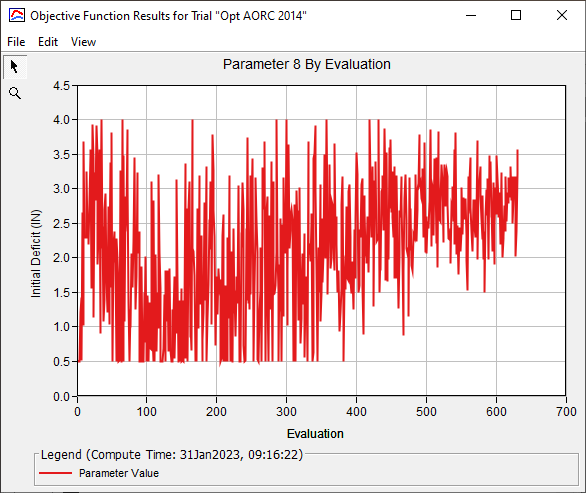 Objective Function Results for Trial "Opt AORC 2014"
File Edit View
Parameter 8 By Evaluation
4.5
4.0
3.5
3.0
2.5
2.0
1.5
1.0
0.5
0.0
Initial Deficit (IN)
0 100 200 300 400 500 600 700
Evaluation
Legend (Compute Time: 31Jan2023, 09:16:22)
Parameter Value